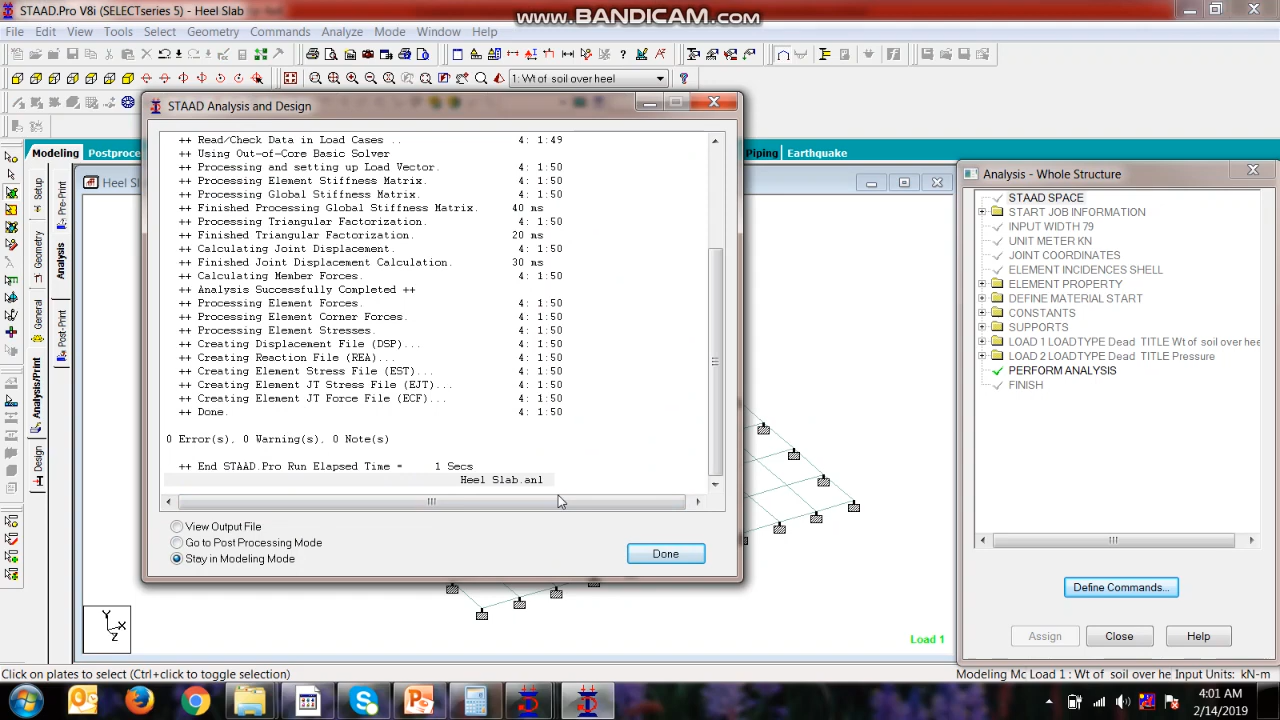 STAAD.Pro V8i (SELECTseries 5) - Heel Slab
www.BANDICAM.com
File Edit View Tools Select Geometry Commands Analyze Mode Window Help
1: Wt of soil over heel
STAAD Analysis and Design
Modeling Postproce
Piping Earthquake
Heel Sl
++ Read/Check Data in Load Cases .. 4: 1:49
++ Using Out-of-Core Basic Solver
++ Processing and setting up Load Vector. 4: 1:50
++ Processing Element Stiffness Matrix. 4: 1:50
++ Processing Global Stiffness Matrix. 4: 1:50
++ Finished Processing Global Stiffness Matrix. 40 ms
++ Processing Triangular Factorization. 4: 1:50
++ Finished Triangular Factorization. 20 ms
++ Calculating Joint Displacement. 4: 1:50
++ Finished Joint Displacement Calculation. 30 ms
++ Calculating Member Forces. 4: 1:50
++ Analysis Successfully Completed ++
++ Processing Element Forces. 4: 1:50
++ Processing Element Corner Forces. 4: 1:50
++ Processing Element Stresses. 4: 1:50
++ Creating Displacement File (DSP)... 4: 1:50
++ Creating Reaction File (REA)... 4: 1:50
++ Creating Element Stress File (EST)... 4: 1:50
++ Creating Element JT Stress File (EJT)... 4: 1:50
++ Creating Element JT Force File (ECF)... 4: 1:50
++ Done. 4: 1:50
0 Error(s), 0 Warning(s), 0 Note(s)
++ End STAAD.Pro Run Elapsed Time = 1 Secs
Heel Slab.anl
View Output File
Go to Post Processing Mode
Stay in Modeling Mode
Done
Setup
Geometry
General
Analysis/Print
Design
Pre-Print
Analysis
Post-Print
Analysis - Whole Structure
STAAD SPACE
START JOB INFORMATION
INPUT WIDTH 79
UNIT METER KN
JOINT COORDINATES
ELEMENT INCIDENCES SHELL
ELEMENT PROPERTY
DEFINE MATERIAL START
CONSTANTS
SUPPORTS
LOAD 1 LOADTYPE Dead TITLE Wt of soil over hee
LOAD 2 LOADTYPE Dead TITLE Pressure
PERFORM ANALYSIS
FINISH
Define Commands...
Assign Close Help
Y
X
Z
Load 1
Click on plates to select (Ctrl+click to toggle selection)
Modeling Mc Load 1 : Wt of soil over he Input Units: kN-m
4:01 AM
2/14/2019